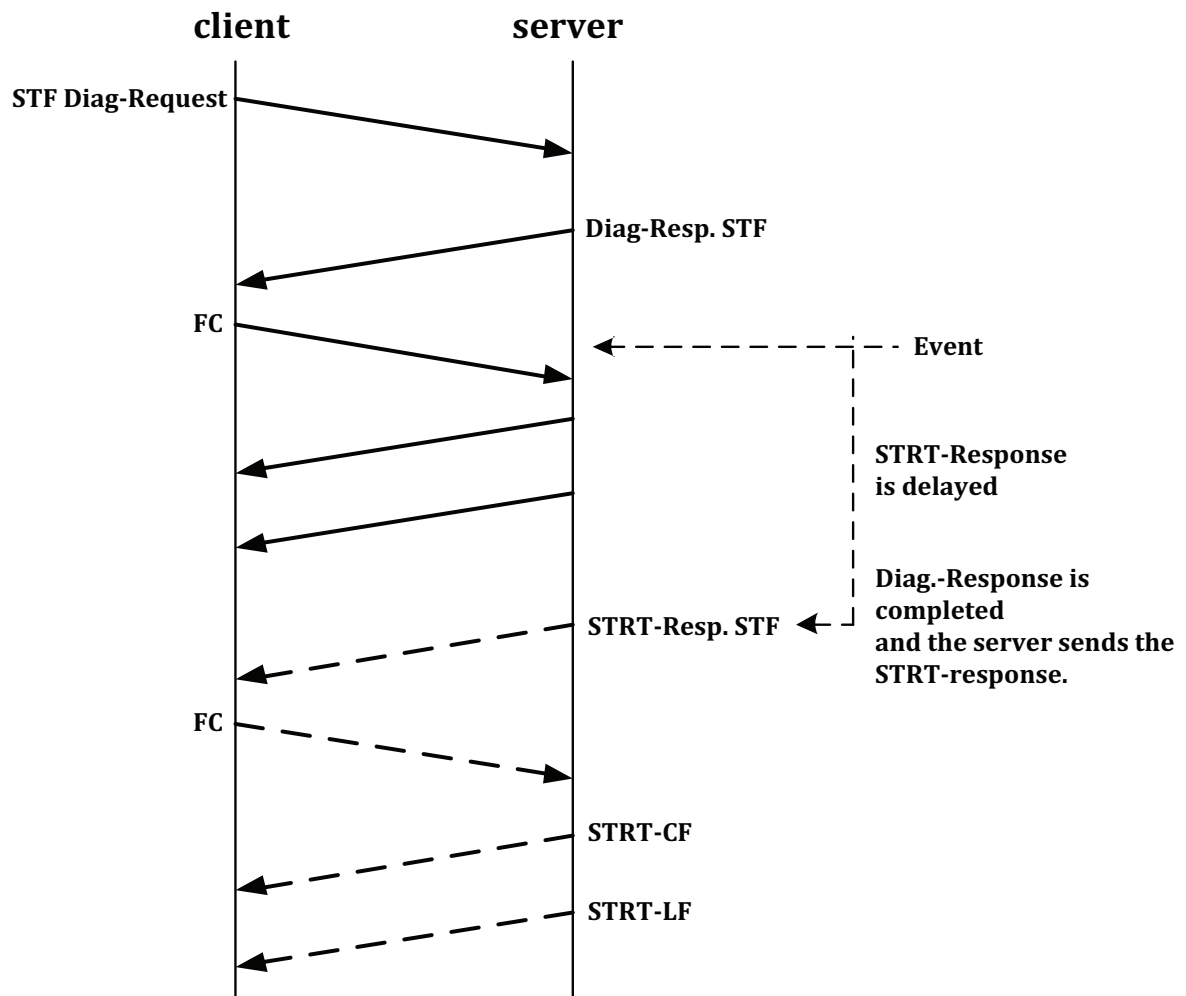 client
server
STF Diag-Request
Diag-Resp. STF
FC
Event
STRT-Response
is delayed
Diag.-Response is
completed
and the server sends the
STRT-response.
STRT-Resp. STF
FC
STRT-CF
STRT-LF